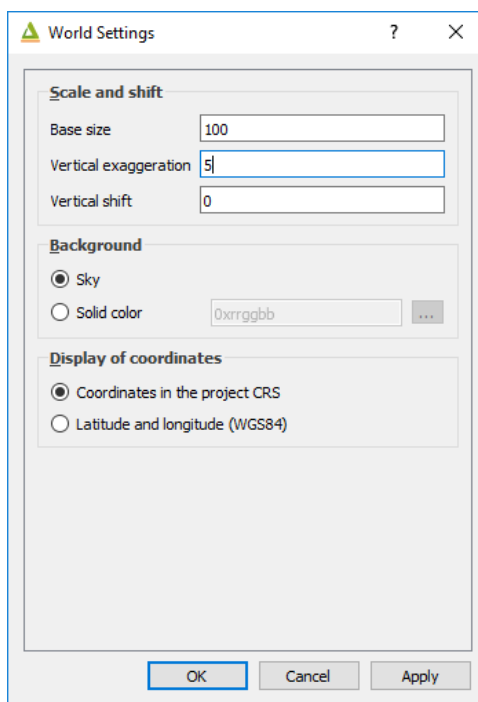 World Settings
?
Scale and shift
Base size 100
Vertical exaggeration 5
Vertical shift 0
Background
Sky
Solid color 0xrrggbb ...
Display of coordinates
Coordinates in the project CRS
Latitude and longitude (WGS84)
OK Cancel Apply